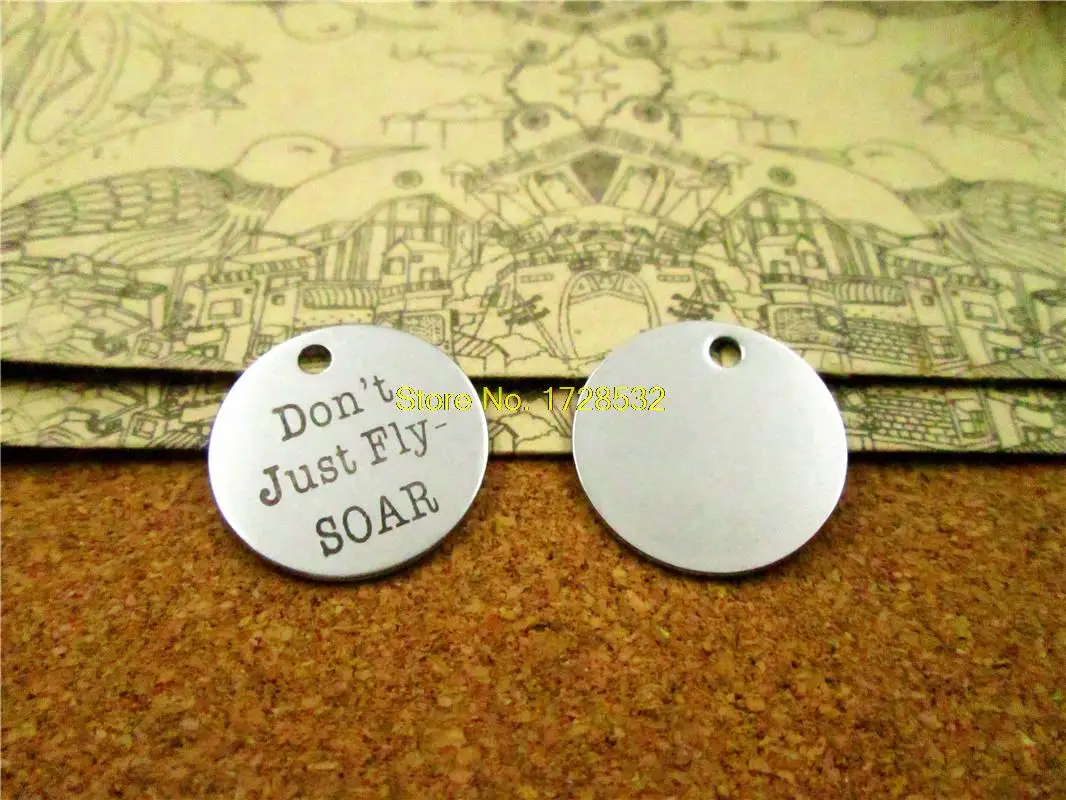 Don't
Just Fly-
SOAR
Store No. 1728532